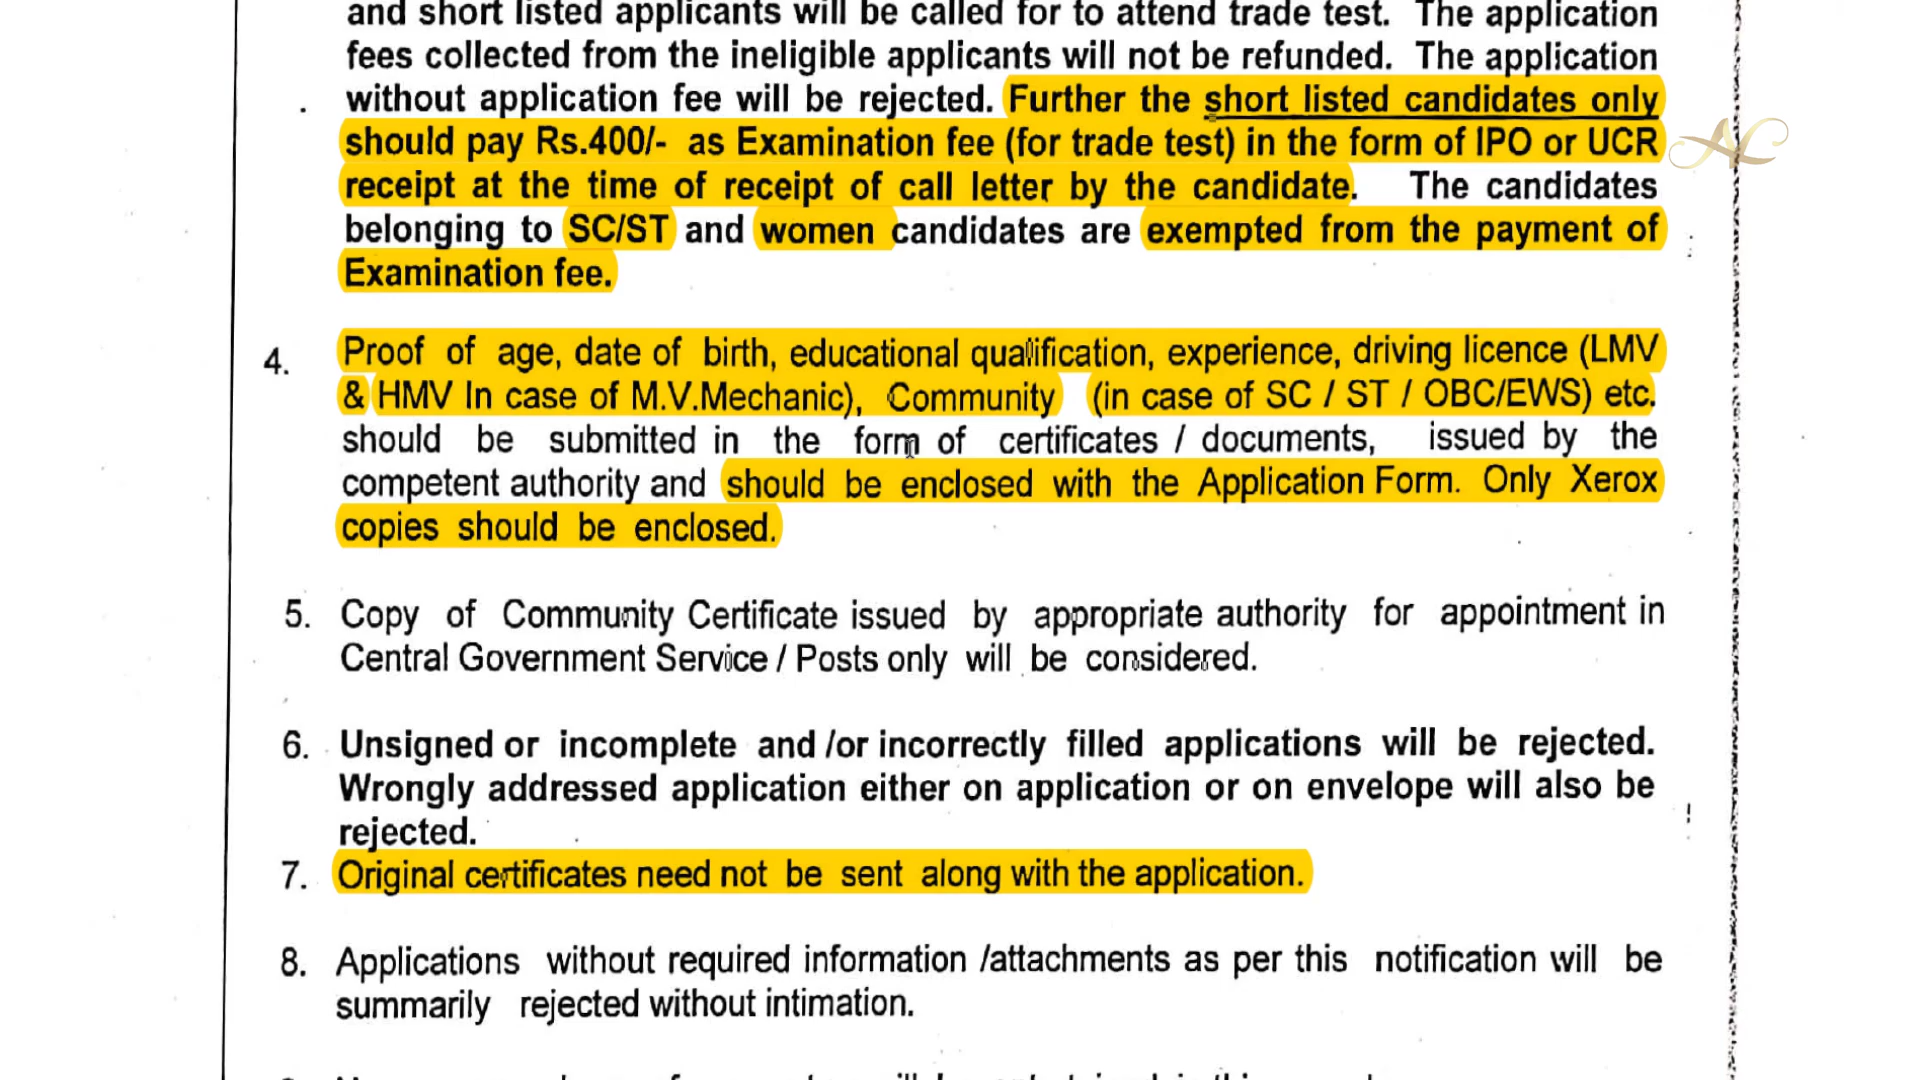 and short listed applicants will be called for to attend trade test. The application
fees collected from the ineligible applicants will not be refunded. The application
without application fee will be rejected. Further the short listed candidates only
should pay Rs.400/- as Examination fee (for trade test) in the form of IPO or UCR
receipt at the time of receipt of call letter by the candidate. The candidates
belonging to SC/ST and women candidates are exempted from the payment of
Examination fee.
4. Proof of age, date of birth, educational qualification, experience, driving licence (LMV
& HMV In case of M.V.Mechanic), Community (in case of SC / ST / OBC/EWS) etc.
should be submitted in the form of certificates / documents, issued by the
competent authority and should be enclosed with the Application Form. Only Xerox
copies should be enclosed.
5. Copy of Community Certificate issued by appropriate authority for appointment in
Central Government Service / Posts only will be considered.
6. Unsigned or incomplete and /or incorrectly filled applications will be rejected.
Wrongly addressed application either on application or on envelope will also be
rejected.
7. Original certificates need not be sent along with the application.
8. Applications without required information /attachments as per this notification will be
summarily rejected without intimation.
AC